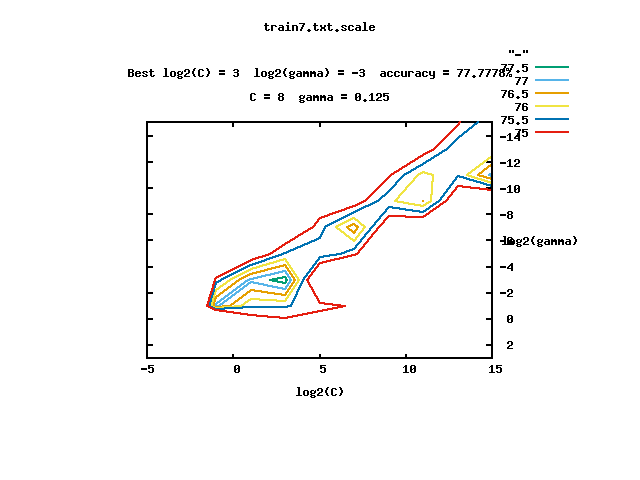 train7.txt.scale
"-"
Best log2(C) = 3 log2(gamma) = -3 accuracy = 77.7778%
77.5
77
76.5
76
75.5
75
C = 8 gamma = 0.125
-14
-12
-10
-8
-6
-4
-2
0
2
log2(gamma)
-5 0 5 10 15
log2(C)